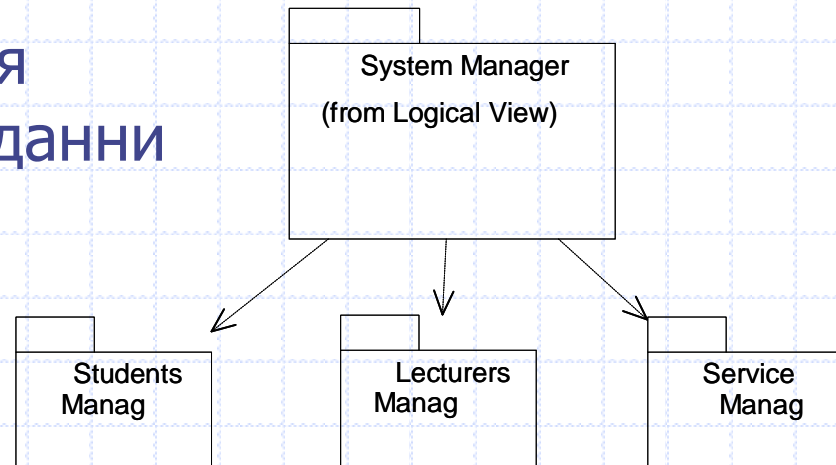 я
данни
System Manager
(from Logical View)
Students
Manag
Lecturers
Manag
Service
Manag